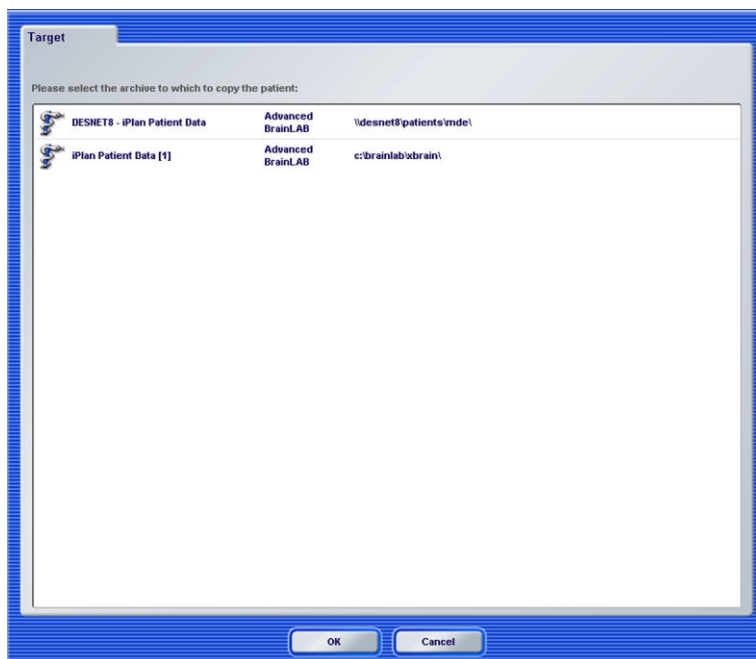 Target
Please select the archive to which to copy the patient:
DESNET8 - iPlan Patient Data Advanced BrainLAB \\desnet8\patients\mde\
iPlan Patient Data [1] Advanced BrainLAB c:\brainlab\xbrain\
OK Cancel